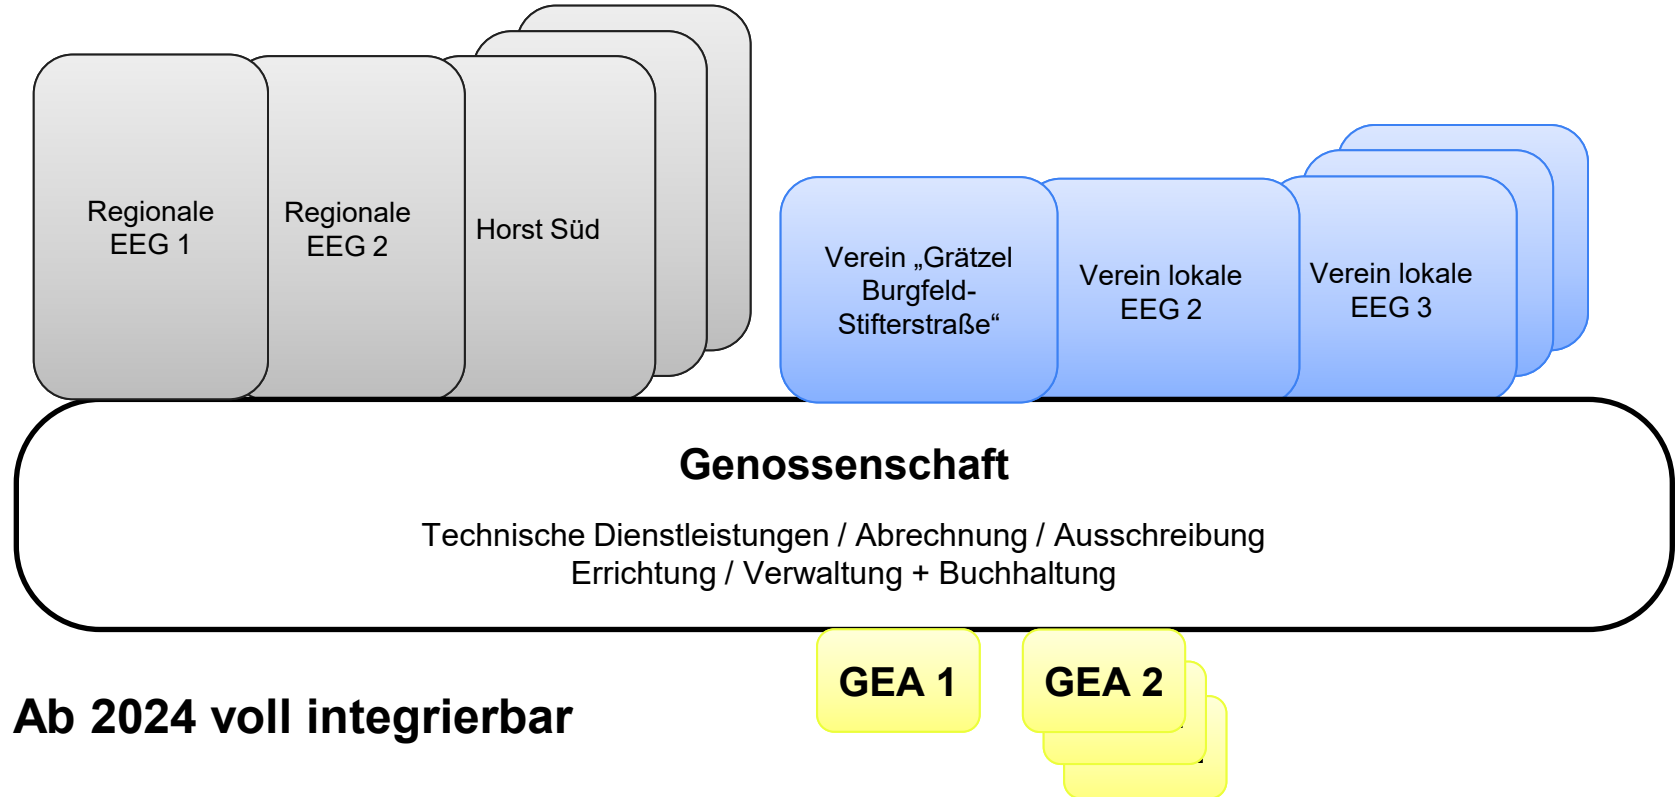 Regionale
EEG 1
Regionale
EEG 2
Horst Süd
Verein „Grätzel
Burgfeld-
Stifterstraße“
Verein lokale
EEG 2
Verein lokale
EEG 3
Genossenschaft
Technische Dienstleistungen / Abrechnung / Ausschreibung
Errichtung / Verwaltung + Buchhaltung
GEA 1
GEA 2
Ab 2024 voll integrierbar